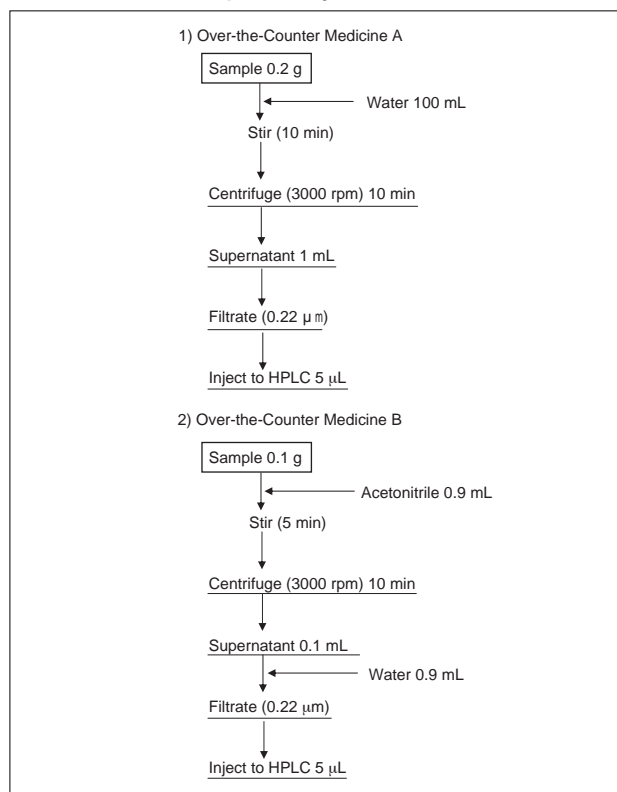 1) Over-the-Counter Medicine A
Sample 0.2 g
Water 100 mL
Stir (10 min)
Centrifuge (3000 rpm) 10 min
Supernatant 1 mL
Filtrate (0.22 μ㎡)
Inject to HPLC 5 μL
2) Over-the-Counter Medicine B
Sample 0.1 g
Acetonitrile 0.9 mL
Stir (5 min)
Centrifuge (3000 rpm) 10 min
Supernatant 0.1 mL
Water 0.9 mL
Filtrate (0.22 μm)
Inject to HPLC 5 μL